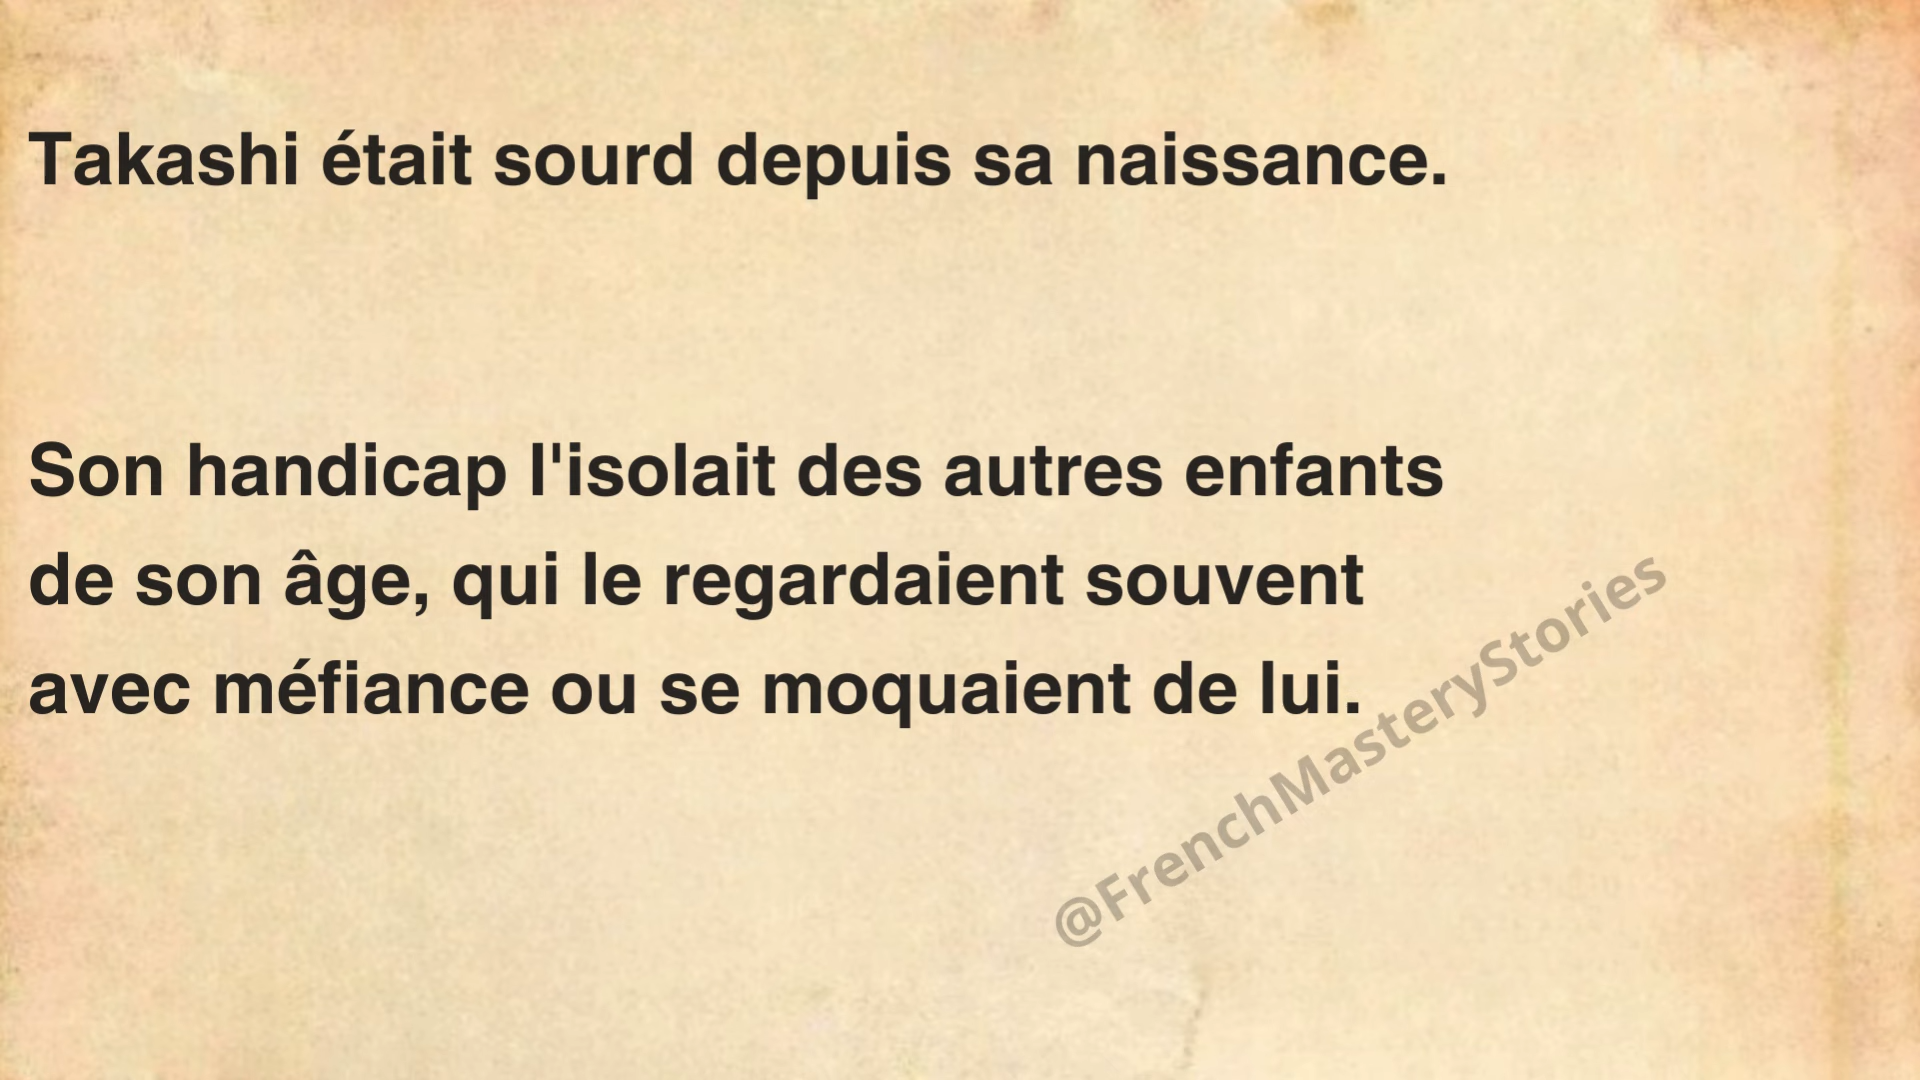 Takashi était sourd depuis sa naissance.
Son handicap l'isolait des autres enfants
de son âge, qui le regardaient souvent
avec méfiance ou se moquaient de lui.
@FrenchMasteryStories